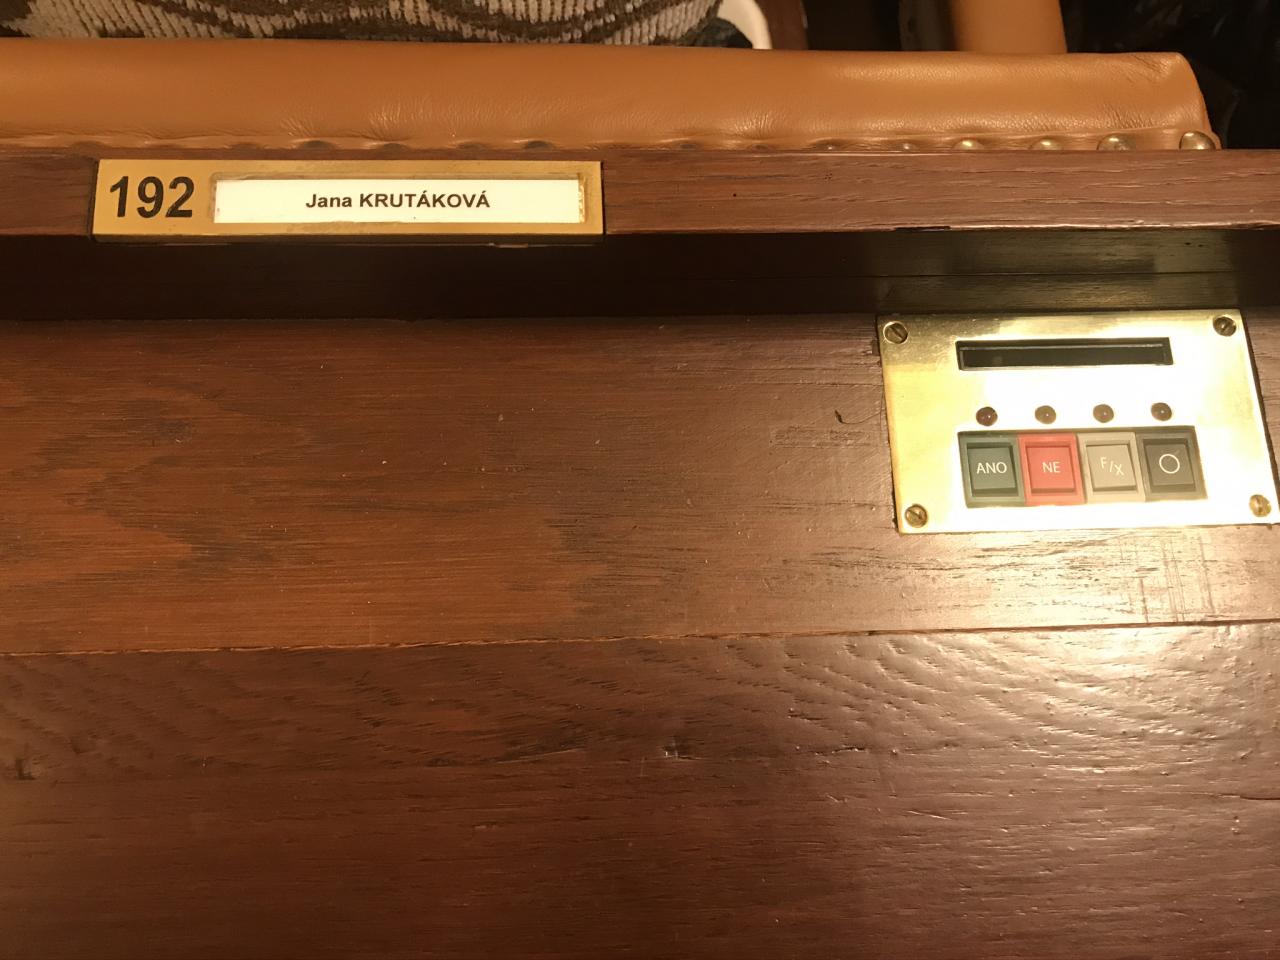 192
Jana KRUTÁKOVÁ
ANO NE F/X